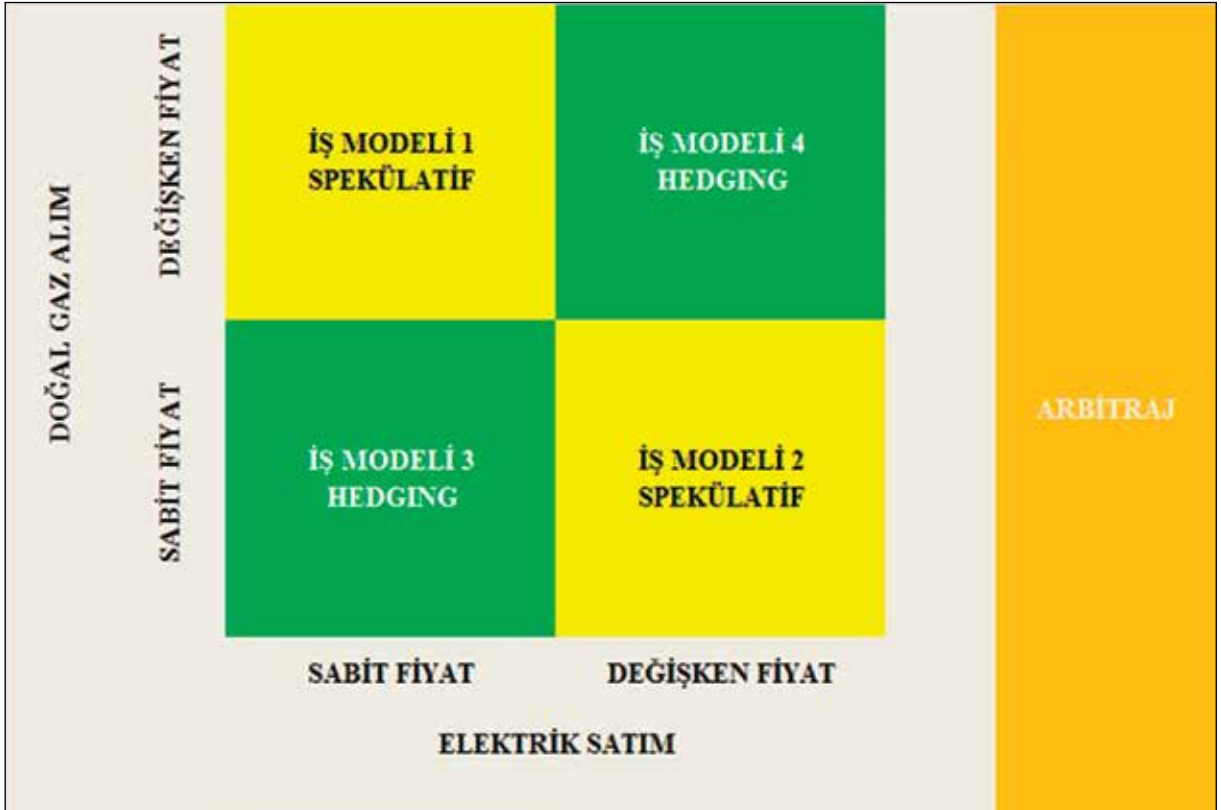 DOĞAL GAZ ALIM
DEĞİŞKEN FİYAT
İŞ MODELİ 1
SPEKÜLATİF
İŞ MODELİ 4
HEDGING
SABİT FİYAT
İŞ MODELİ 3
HEDGING
İŞ MODELİ 2
SPEKÜLATİF
ARBİTRAJ
SABİT FİYAT
DEĞİŞKEN FİYAT
ELEKTRİK SATIM